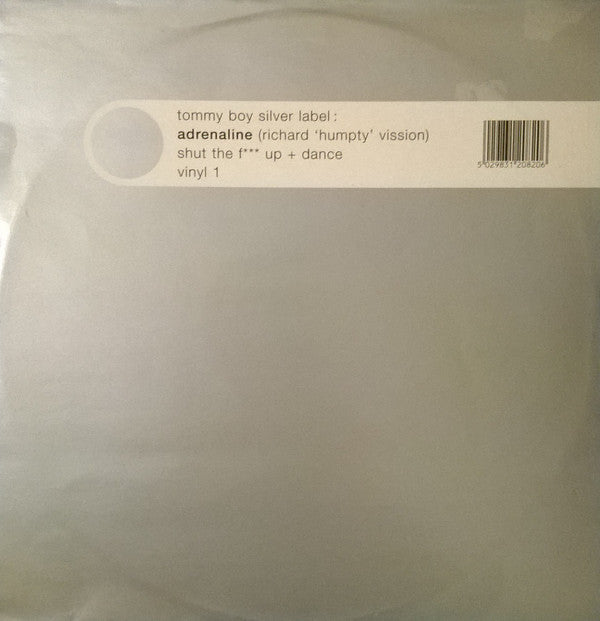 tommy boy silver label :
adrenaline (richard 'humpty' vission)
shut the f*** up + dance
vinyl 1
5 029831 208206